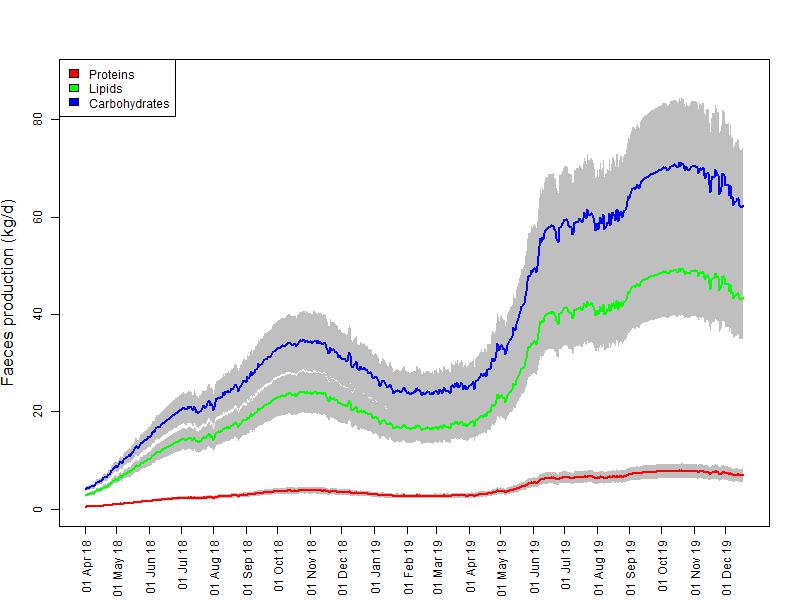 Proteins
Lipids
Carbohydrates
Faeces production (kg/d)
80
60
40
20
0
01 Apr 18
01 May 18
01 Jun 18
01 Jul 18
01 Aug 18
01 Sep 18
01 Oct 18
01 Nov 18
01 Dec 18
01 Jan 19
01 Feb 19
01 Mar 19
01 Apr 19
01 May 19
01 Jun 19
01 Jul 19
01 Aug 19
01 Sep 19
01 Oct 19
01 Nov 19
01 Dec 19